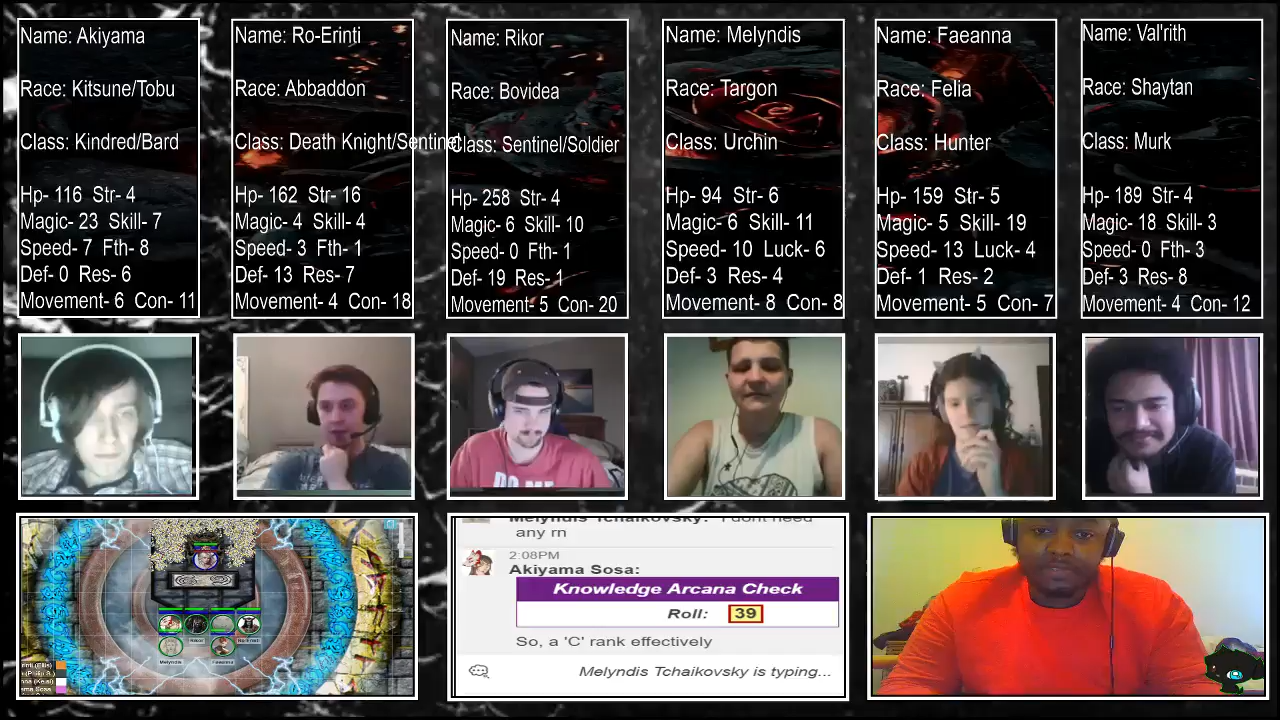 Name: Akiyama
Race: Kitsune/Tobu
Class: Kindred/Bard
Hp- 116 Str- 4
Magic- 23 Skill- 7
Speed- 7 Fth- 8
Def- 0 Res- 6
Movement- 6 Con- 11
Name: Ro-Erinti
Race: Abbaddon
Class: Death Knight/Sentinel
Hp- 162 Str- 16
Magic- 4 Skill- 4
Speed- 3 Fth- 1
Def- 13 Res- 7
Movement- 4 Con- 18
Name: Rikor
Race: Bovidea
Class: Sentinel/Soldier
Hp- 258 Str- 4
Magic- 6 Skill- 10
Speed- 0 Fth- 1
Def- 19 Res- 1
Movement- 5 Con- 20
Name: Melyndis
Race: Targon
Class: Urchin
Hp- 94 Str- 6
Magic- 6 Skill- 11
Speed- 10 Luck- 6
Def- 3 Res- 4
Movement- 8 Con- 8
Name: Faeanna
Race: Felia
Class: Hunter
Hp- 159 Str- 5
Magic- 5 Skill- 19
Speed- 13 Luck- 4
Def- 1 Res- 2
Movement- 5 Con- 7
Name: Val'rith
Race: Shaytan
Class: Murk
Hp- 189 Str- 4
Magic- 18 Skill- 3
Speed- 0 Fth- 3
Def- 3 Res- 8
Movement- 4 Con- 12
Rikor
Melyndis
Faeanna
Melyndis Tchaikovsky: I dont need
any rn
2:08PM
Akiyama Sosa:
Knowledge Arcana Check
Roll: 39
So, a 'C' rank effectively
Melyndis Tchaikovsky is typing...